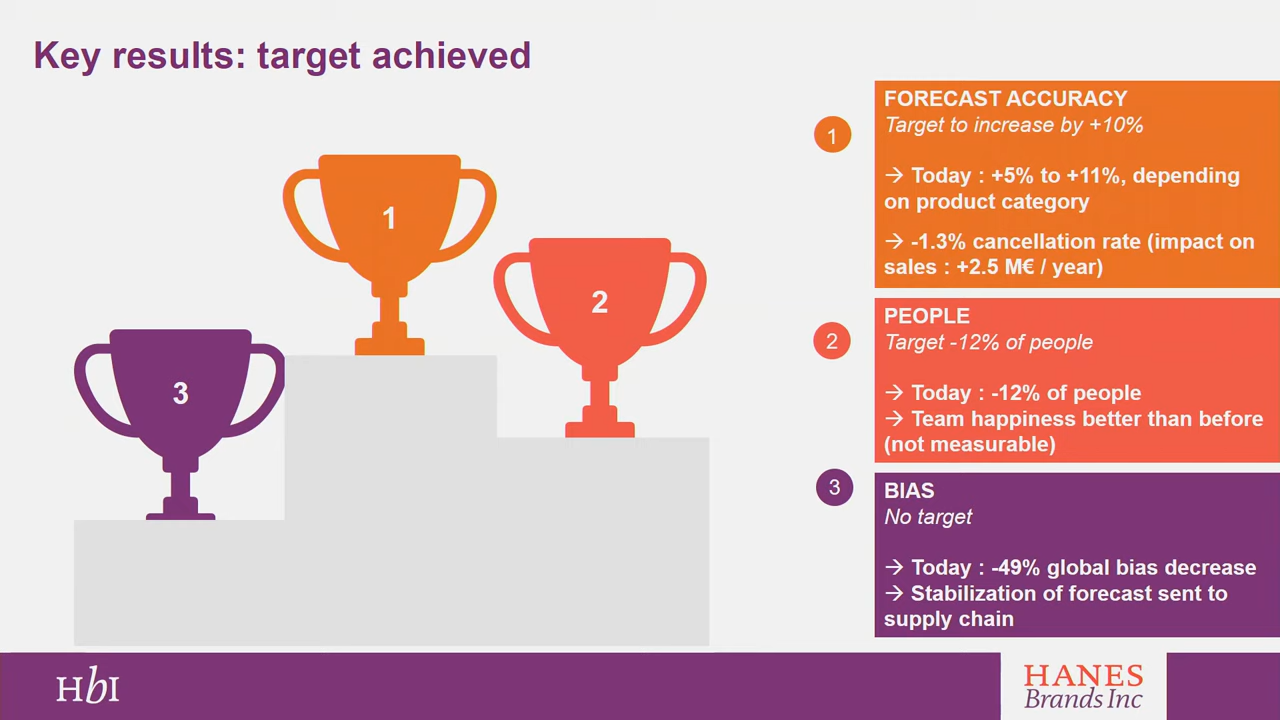 Key results: target achieved
1
2
3
1
FORECAST ACCURACY
Target to increase by +10%
→ Today : +5% to +11%, depending
on product category
→ -1.3% cancellation rate (impact on
sales : +2.5 M€ / year)
2
PEOPLE
Target -12% of people
→ Today : -12% of people
→ Team happiness better than before
(not measurable)
3
BIAS
No target
→ Today : -49% global bias decrease
→ Stabilization of forecast sent to
supply chain
HbI
HANES
Brands Inc